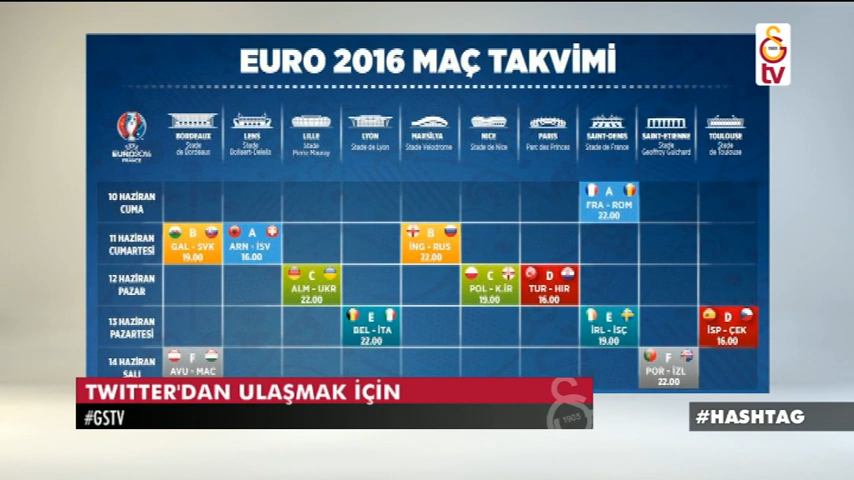 EURO 2016 MAÇ TAKVİMİ
1905
tv
EURO2016
FRANCE
BORDEAUX
Stade
de Bordeaux
LENS
Stade
Bollaert-Delelis
LILLE
Stade
Pierre Mauroy
LYON
Stade de Lyon
MARSİLYA
Stade Velodrome
NICE
Stade de Nice
PARIS
Parc des Princes
SAINT-DENIS
Stade de France
SAINT-ETIENNE
Stade
Geoffroy Guichard
TOULOUSE
Stade
de Toulouse
10 HAZİRAN
CUMA
A
FRA - ROM
22.00
11 HAZİRAN
CUMARTESİ
B
GAL - SVK
19.00
A
ARN - İSV
16.00
B
İNG - RUS
22.00
12 HAZİRAN
PAZAR
C
ALM - UKR
22.00
C
POL - K.İR
19.00
D
TUR - HIR
16.00
13 HAZİRAN
PAZARTESİ
E
BEL - İTA
22.00
E
İRL - İSÇ
19.00
D
İSP - ÇEK
16.00
14 HAZİRAN
SALI
F
AVU - MAC
F
POR - İZL
22.00
TWITTER'DAN ULAŞMAK İÇİN
#GSTV
1905
#HASHTAG